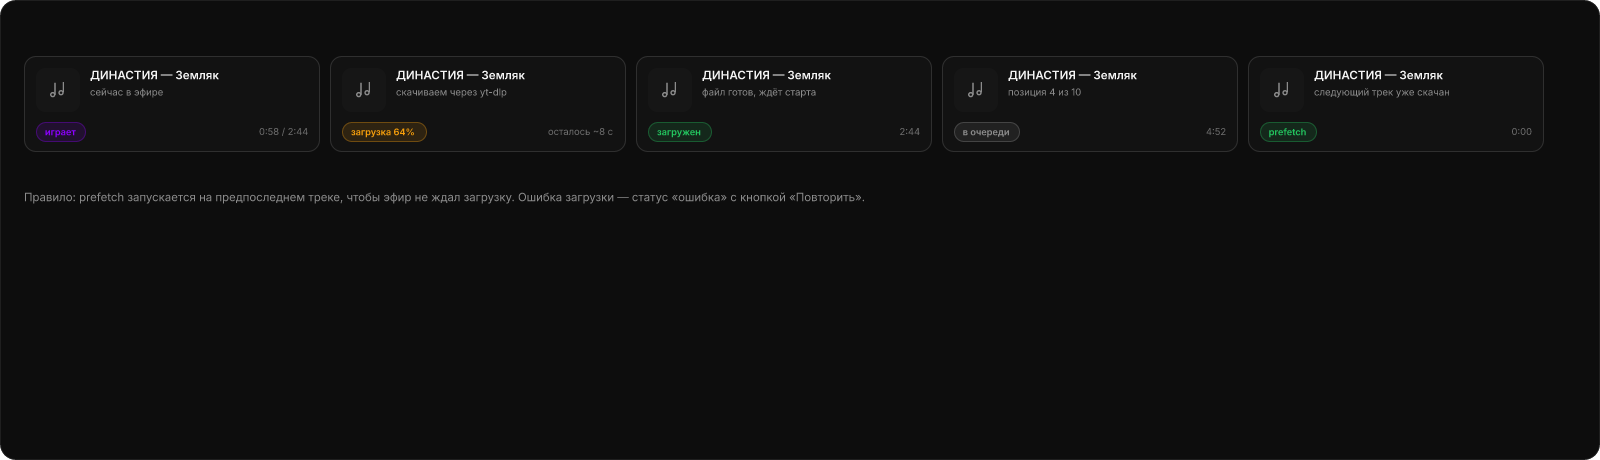 ДИНАСТИЯ — Земляк
сейчас в эфире
играет
0:58 / 2:44
ДИНАСТИЯ — Земляк
скачиваем через yt-dlp
загрузка 64%
осталось ~8 с
ДИНАСТИЯ — Земляк
файл готов, ждёт старта
загружен
2:44
ДИНАСТИЯ — Земляк
позиция 4 из 10
в очереди
4:52
ДИНАСТИЯ — Земляк
следующий трек уже скачан
prefetch
0:00
Правило: prefetch запускается на предпоследнем треке, чтобы эфир не ждал загрузку. Ошибка загрузки — статус «ошибка» с кнопкой «Повторить».